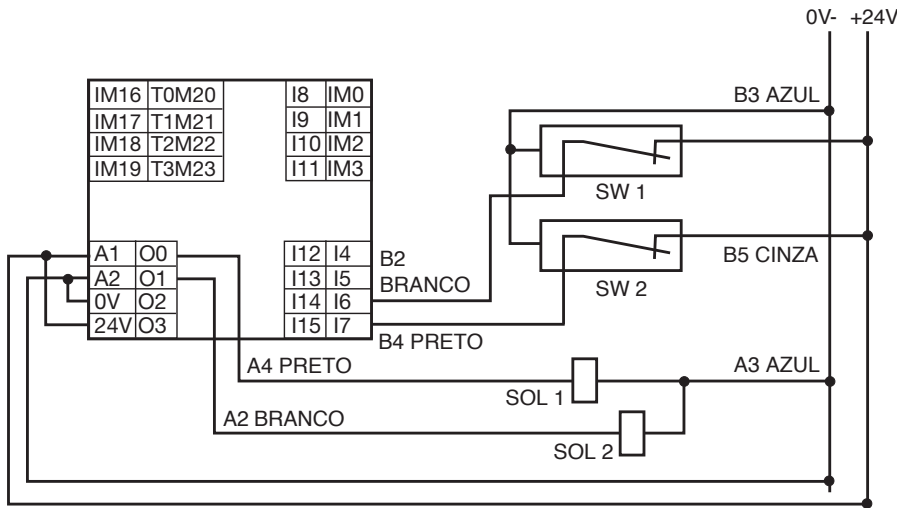 0V- +24V
B3 AZUL
IM16 T0M20 I8 IM0
IM17 T1M21 I9 IM1
IM18 T2M22 I10 IM2
IM19 T3M23 I11 IM3
SW 1
A1 O0 I12 I4 B2
B5 CINZA
A2 O1 I13 I5 BRANCO
SW 2
0V O2 I14 I6
24V O3 I15 I7
B4 PRETO
A4 PRETO
A3 AZUL
SOL 1
A2 BRANCO
SOL 2